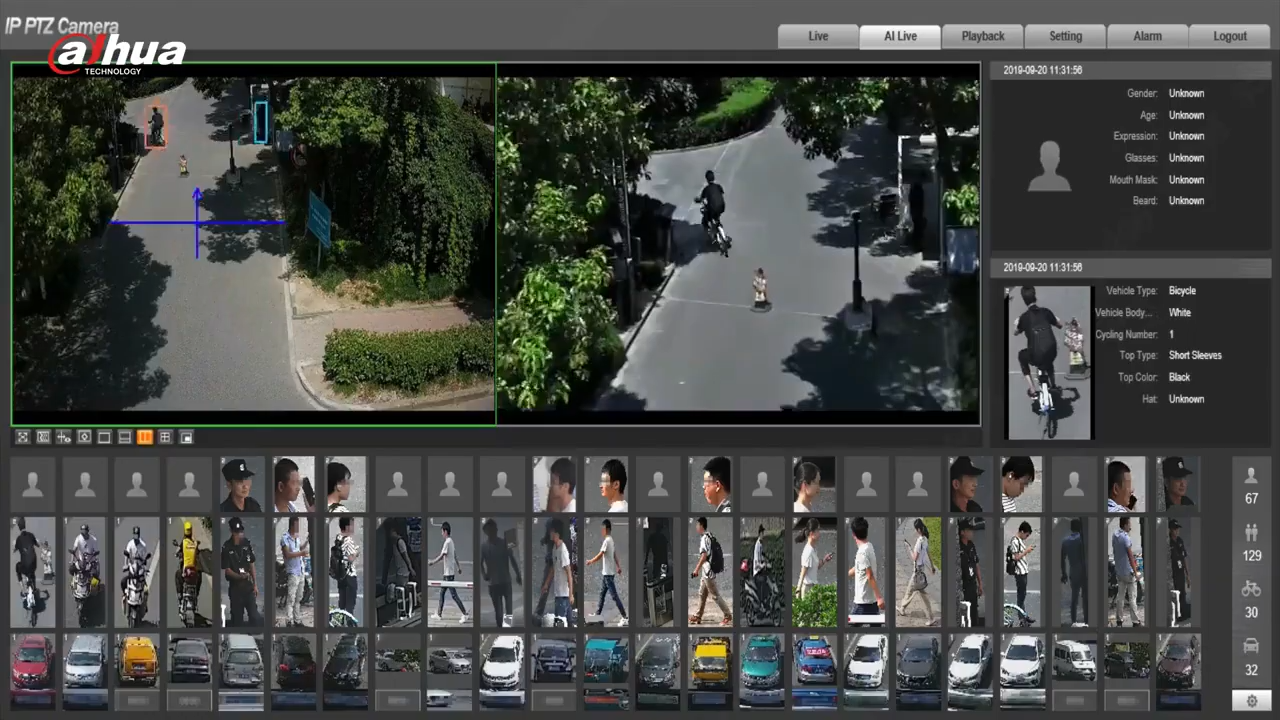 IP PTZ Camera
alhua
TECHNOLOGY
Live
AI Live
Playback
Setting
Alarm
Logout
2019-09-20 11:31:56
Gender: Unknown
Age: Unknown
Expression: Unknown
Glasses: Unknown
Mouth Mask: Unknown
Beard: Unknown
2019-09-20 11:31:56
Vehicle Type: Bicycle
Vehicle Body... White
Cycling Number: 1
Top Type: Short Sleeves
Top Color: Black
Hat: Unknown
67
129
30
32